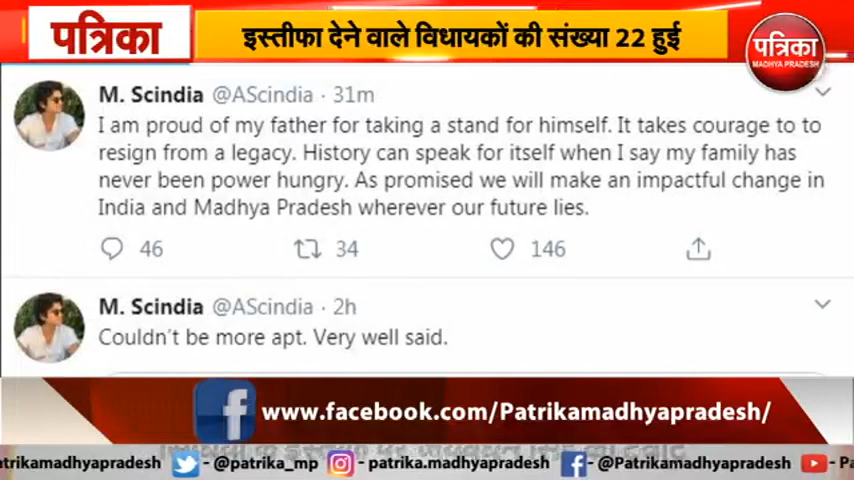 पत्रिका
इस्तीफा देने वाले विधायकों की संख्या 22 हुई
पत्रिका
MADHYA PRADESH
M. Scindia @AScindia · 31m
I am proud of my father for taking a stand for himself. It takes courage to to
resign from a legacy. History can speak for itself when I say my family has
never been power hungry. As promised we will make an impactful change in
India and Madhya Pradesh wherever our future lies.
46 34 146
M. Scindia @AScindia · 2h
Couldn't be more apt. Very well said.
www.facebook.com/Patrikamadhyapradesh/
atrikamadhyapradesh - @patrika_mp - patrika.madhyapradesh - @Patrikamadhyapradesh - P